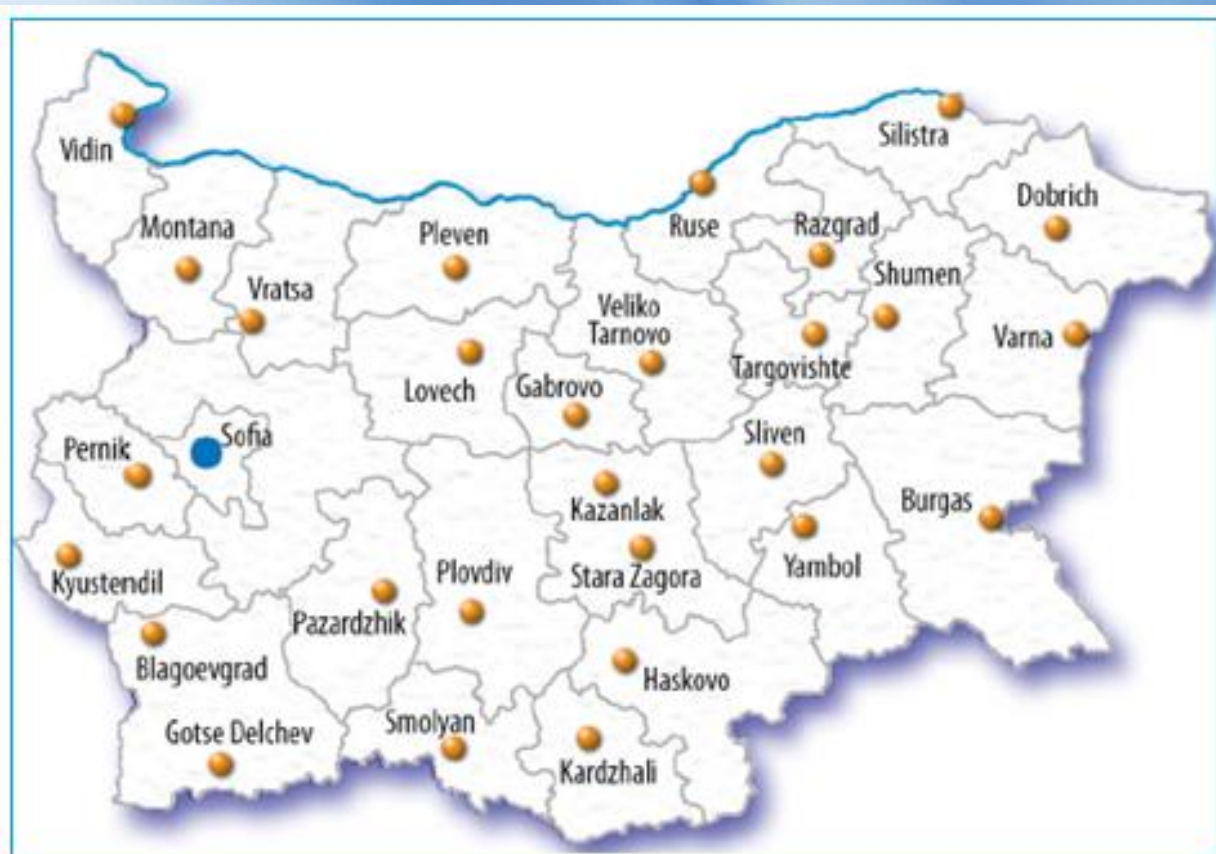 Silistra
Vidin
Dobrich
Montana
Pleven
Ruse
Razgrad
Shumen
Vratsa
Veliko
Tarnovo
Varna
Targovishte
Lovech
Gabrovo
Sofia
Sliven
Pernik
Kazanlak
Burgas
Kyustendil
Plovdiv
Stara Zagora
Yambol
Pazardzhik
Blagoevgrad
Haskovo
Gotse Delchev
Smolyan
Kardzhali